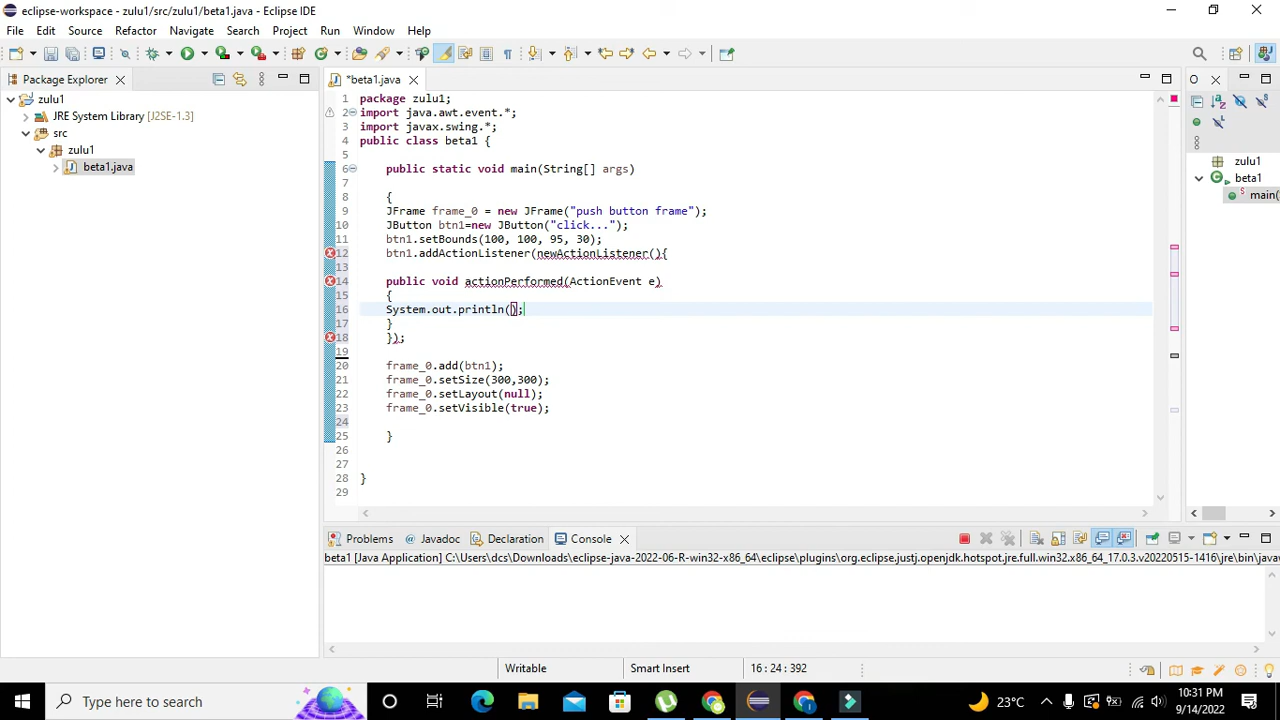 eclipse-workspace - zulu1/src/zulu1/beta1.java - Eclipse IDE
File Edit Source Refactor Navigate Search Project Run Window Help
Package Explorer
*beta1.java
O
zulu1
JRE System Library [J2SE-1.3]
src
zulu1
beta1.java
1 package zulu1;
2 import java.awt.event.*;
3 import javax.swing.*;
4 public class beta1 {
5
6 public static void main(String[] args)
7
8 {
9 JFrame frame_0 = new JFrame("push button frame");
10 JButton btn1=new JButton("click...");
11 btn1.setBounds(100, 100, 95, 30);
12 btn1.addActionListener(newActionListener(){
13
14 public void actionPerformed(ActionEvent e)
15 {
16 System.out.println();
17 }
18 });
19
20 frame_0.add(btn1);
21 frame_0.setSize(300,300);
22 frame_0.setLayout(null);
23 frame_0.setVisible(true);
24
25 }
26
27
28 }
29
zulu1
beta1
main(
Problems Javadoc Declaration Console
beta1 [Java Application] C:\Users\dcs\Downloads\eclipse-java-2022-06-R-win32-x86_64\eclipse\plugins\org.eclipse.justj.openjdk.hotspot.jre.full.win32.x86_64_17.0.3.v20220515-1416\jre\bin\java
Writable Smart Insert 16 : 24 : 392
Type here to search
23°C
10:31 PM
9/14/2022